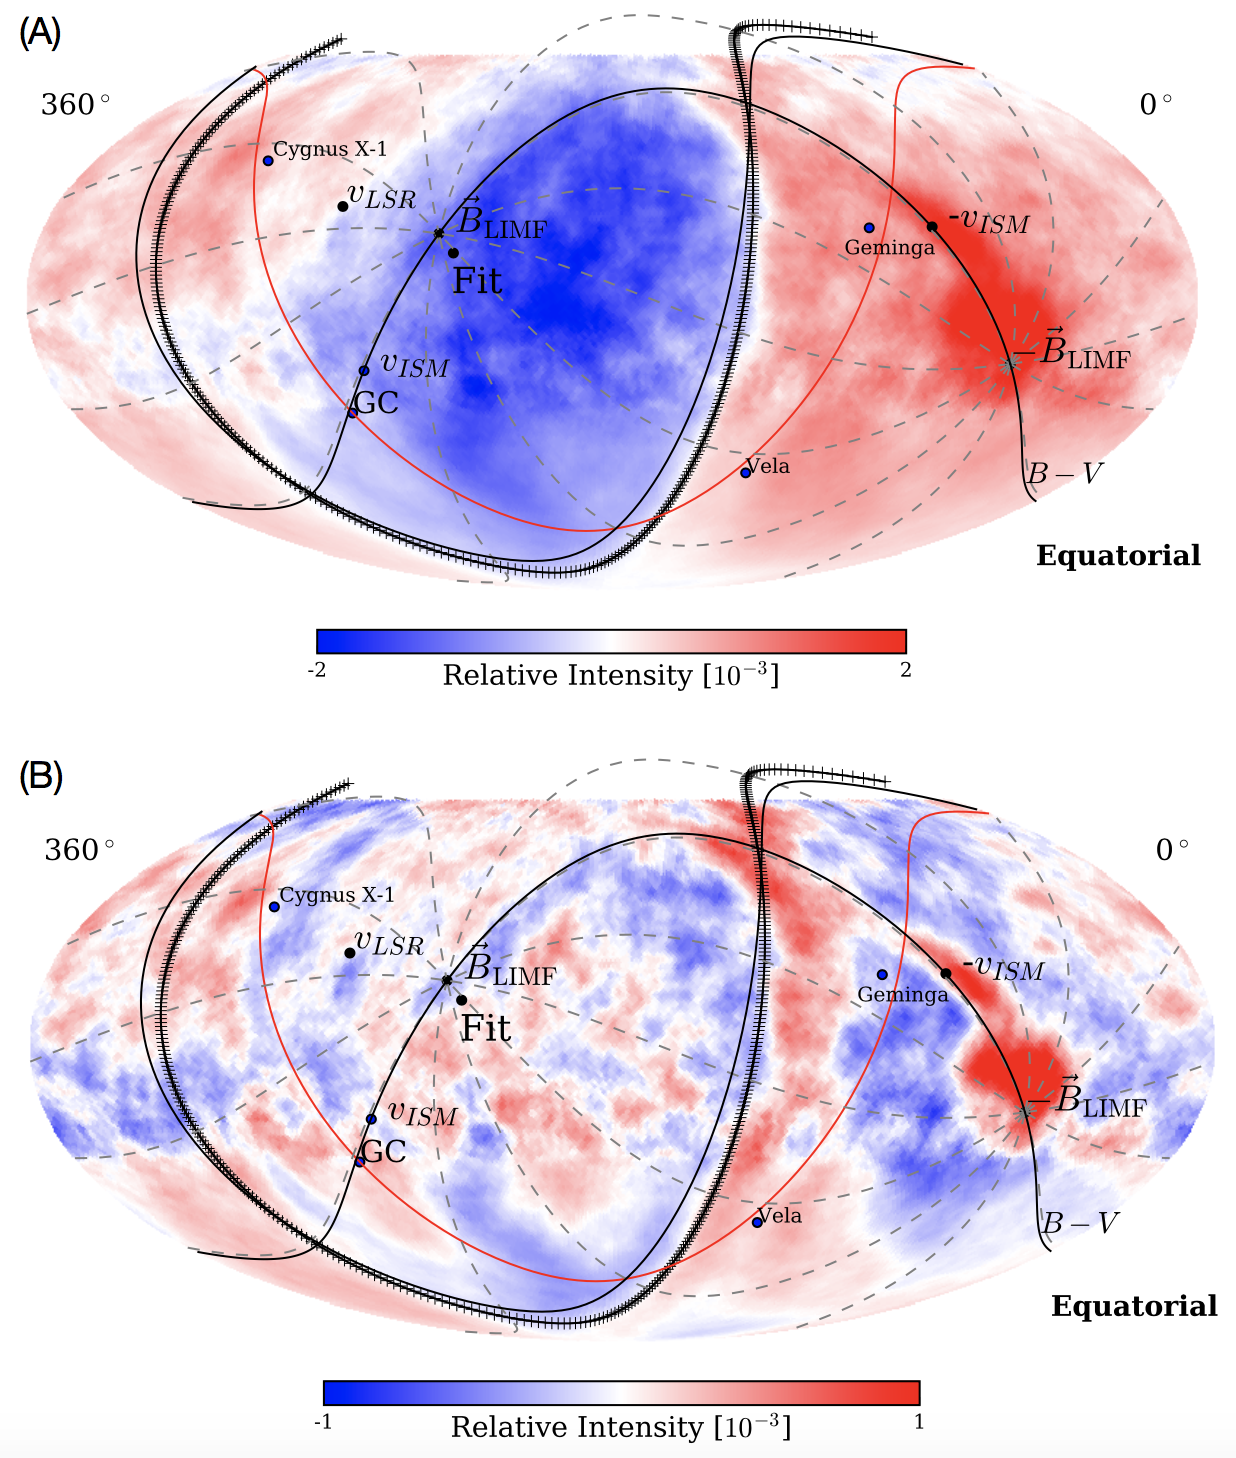 (A)
360°
0°
Cygnus X-1
v_LSR
B⃗_LIMF
Fit
-v_ISM
Geminga
−B⃗_LIMF
v_ISM
GC
Vela
B − V
Equatorial
-2
2
Relative Intensity [10⁻³]
(B)
360°
0°
Cygnus X-1
v_LSR
B⃗_LIMF
Fit
-v_ISM
Geminga
−B⃗_LIMF
v_ISM
GC
Vela
B − V
Equatorial
-1
1
Relative Intensity [10⁻³]